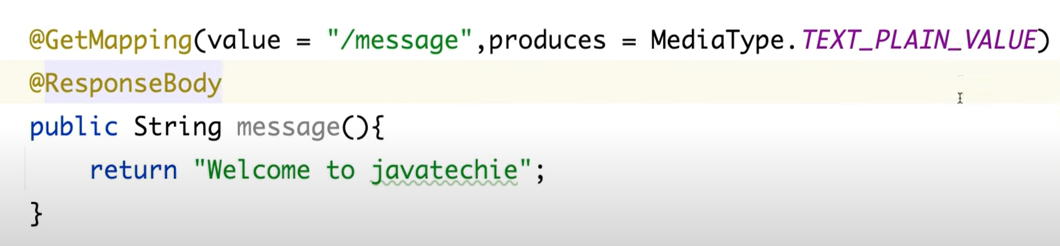 @GetMapping(value = "/message",produces = MediaType.TEXT_PLAIN_VALUE)
@ResponseBody
public String message(){
    return "Welcome to javatechie";
}